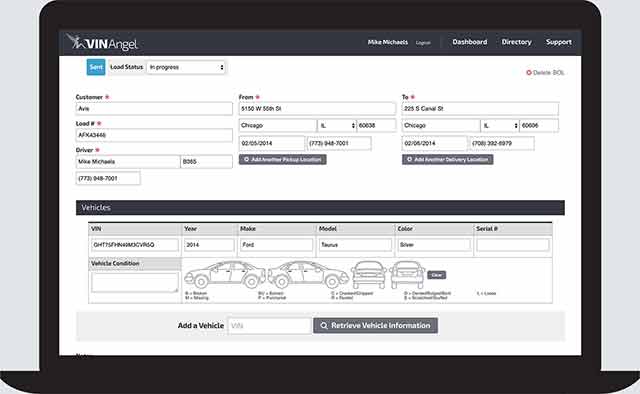 VINAngel
Mike Michaels Logout Dashboard Directory Support
Sent Load Status In progress
Delete BOL
Customer * From * To *
Avis 5150 W 55th St 225 S Canal St
Load # * Chicago IL 60638 Chicago IL 60606
AFK43446 02/05/2014 (773) 948-7001 02/06/2014 (708) 392-6979
Driver * Add Another Pickup Location Add Another Delivery Location
Mike Michaels B065
(773) 948-7001
Vehicles
VIN Year Make Model Color Serial #
2014 Ford Taurus Silver
Vehicle Condition
Clear
B = Broken BU = Burned C = Cracked/Chipped D = Dented/Bulged/Bent L = Loose
M = Missing P = Punctured R = Rusted S = Scratched/Scuffed
Add a Vehicle VIN Retrieve Vehicle Information